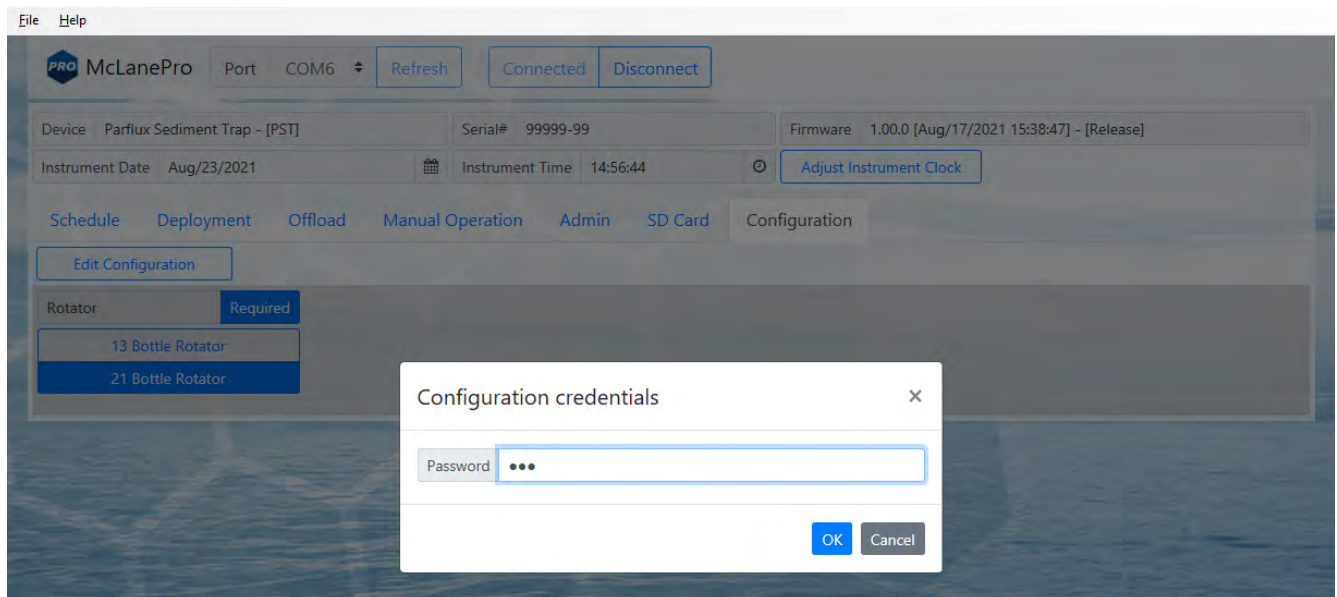 File Help
PRO McLanePro Port COM6 Refresh Connected Disconnect
Device Parflux Sediment Trap - [PST] Serial# 99999-99 Firmware 1.00.0 [Aug/17/2021 15:38:47] - [Release]
Instrument Date Aug/23/2021 Instrument Time 14:56:44 Adjust Instrument Clock
Schedule Deployment Offload Manual Operation Admin SD Card Configuration
Edit Configuration
Rotator Required
13 Bottle Rotator
21 Bottle Rotator
Configuration credentials ×
Password •••
OK Cancel